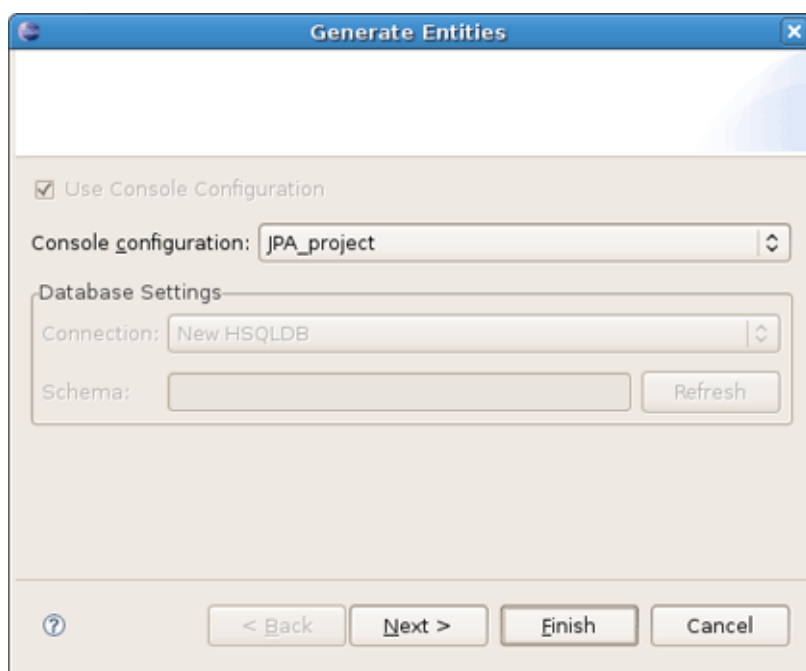 Generate Entities
Use Console Configuration
Console configuration: JPA_project
Database Settings
Connection: New HSQLDB
Schema: Refresh
? < Back Next > Finish Cancel